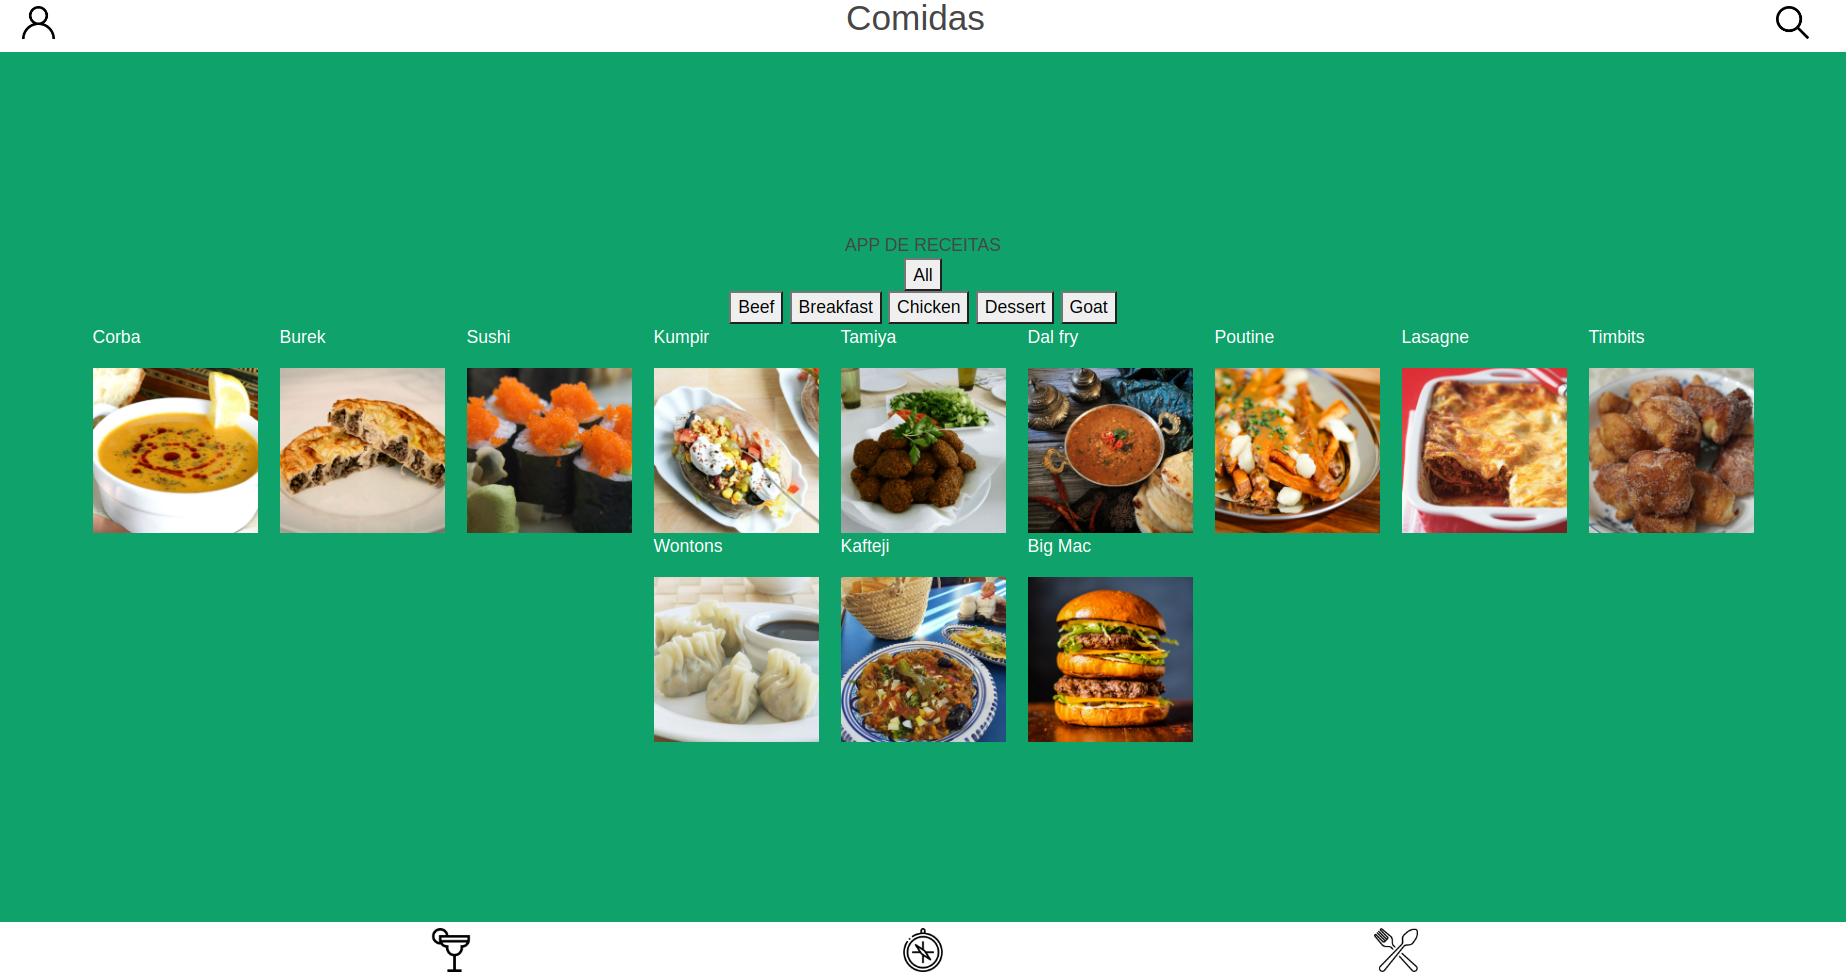 Comidas
APP DE RECEITAS
All
Beef Breakfast Chicken Dessert Goat
Corba Burek Sushi Kumpir Tamiya Dal fry Poutine Lasagne Timbits
Wontons Kafteji Big Mac